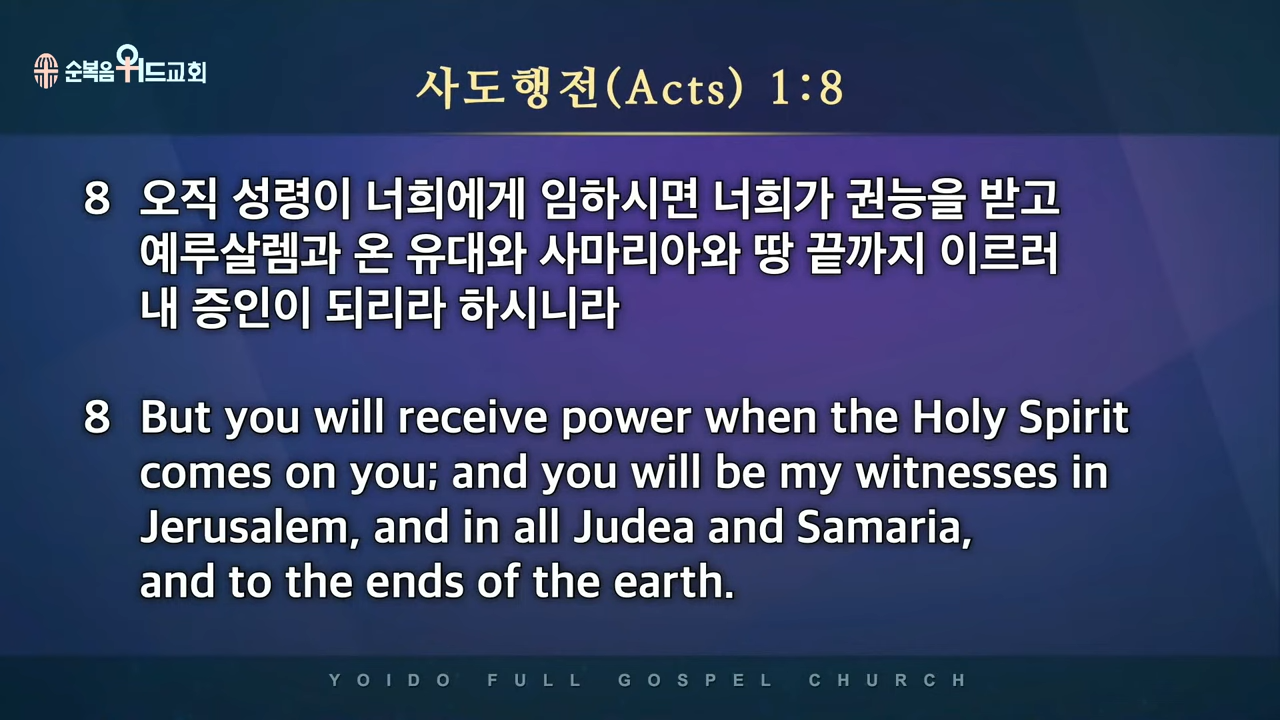 순복음위드교회
사도행전(Acts) 1:8
8 오직 성령이 너희에게 임하시면 너희가 권능을 받고
예루살렘과 온 유대와 사마리아와 땅 끝까지 이르러
내 증인이 되리라 하시니라
8 But you will receive power when the Holy Spirit
comes on you; and you will be my witnesses in
Jerusalem, and in all Judea and Samaria,
and to the ends of the earth.
YOIDO FULL GOSPEL CHURCH